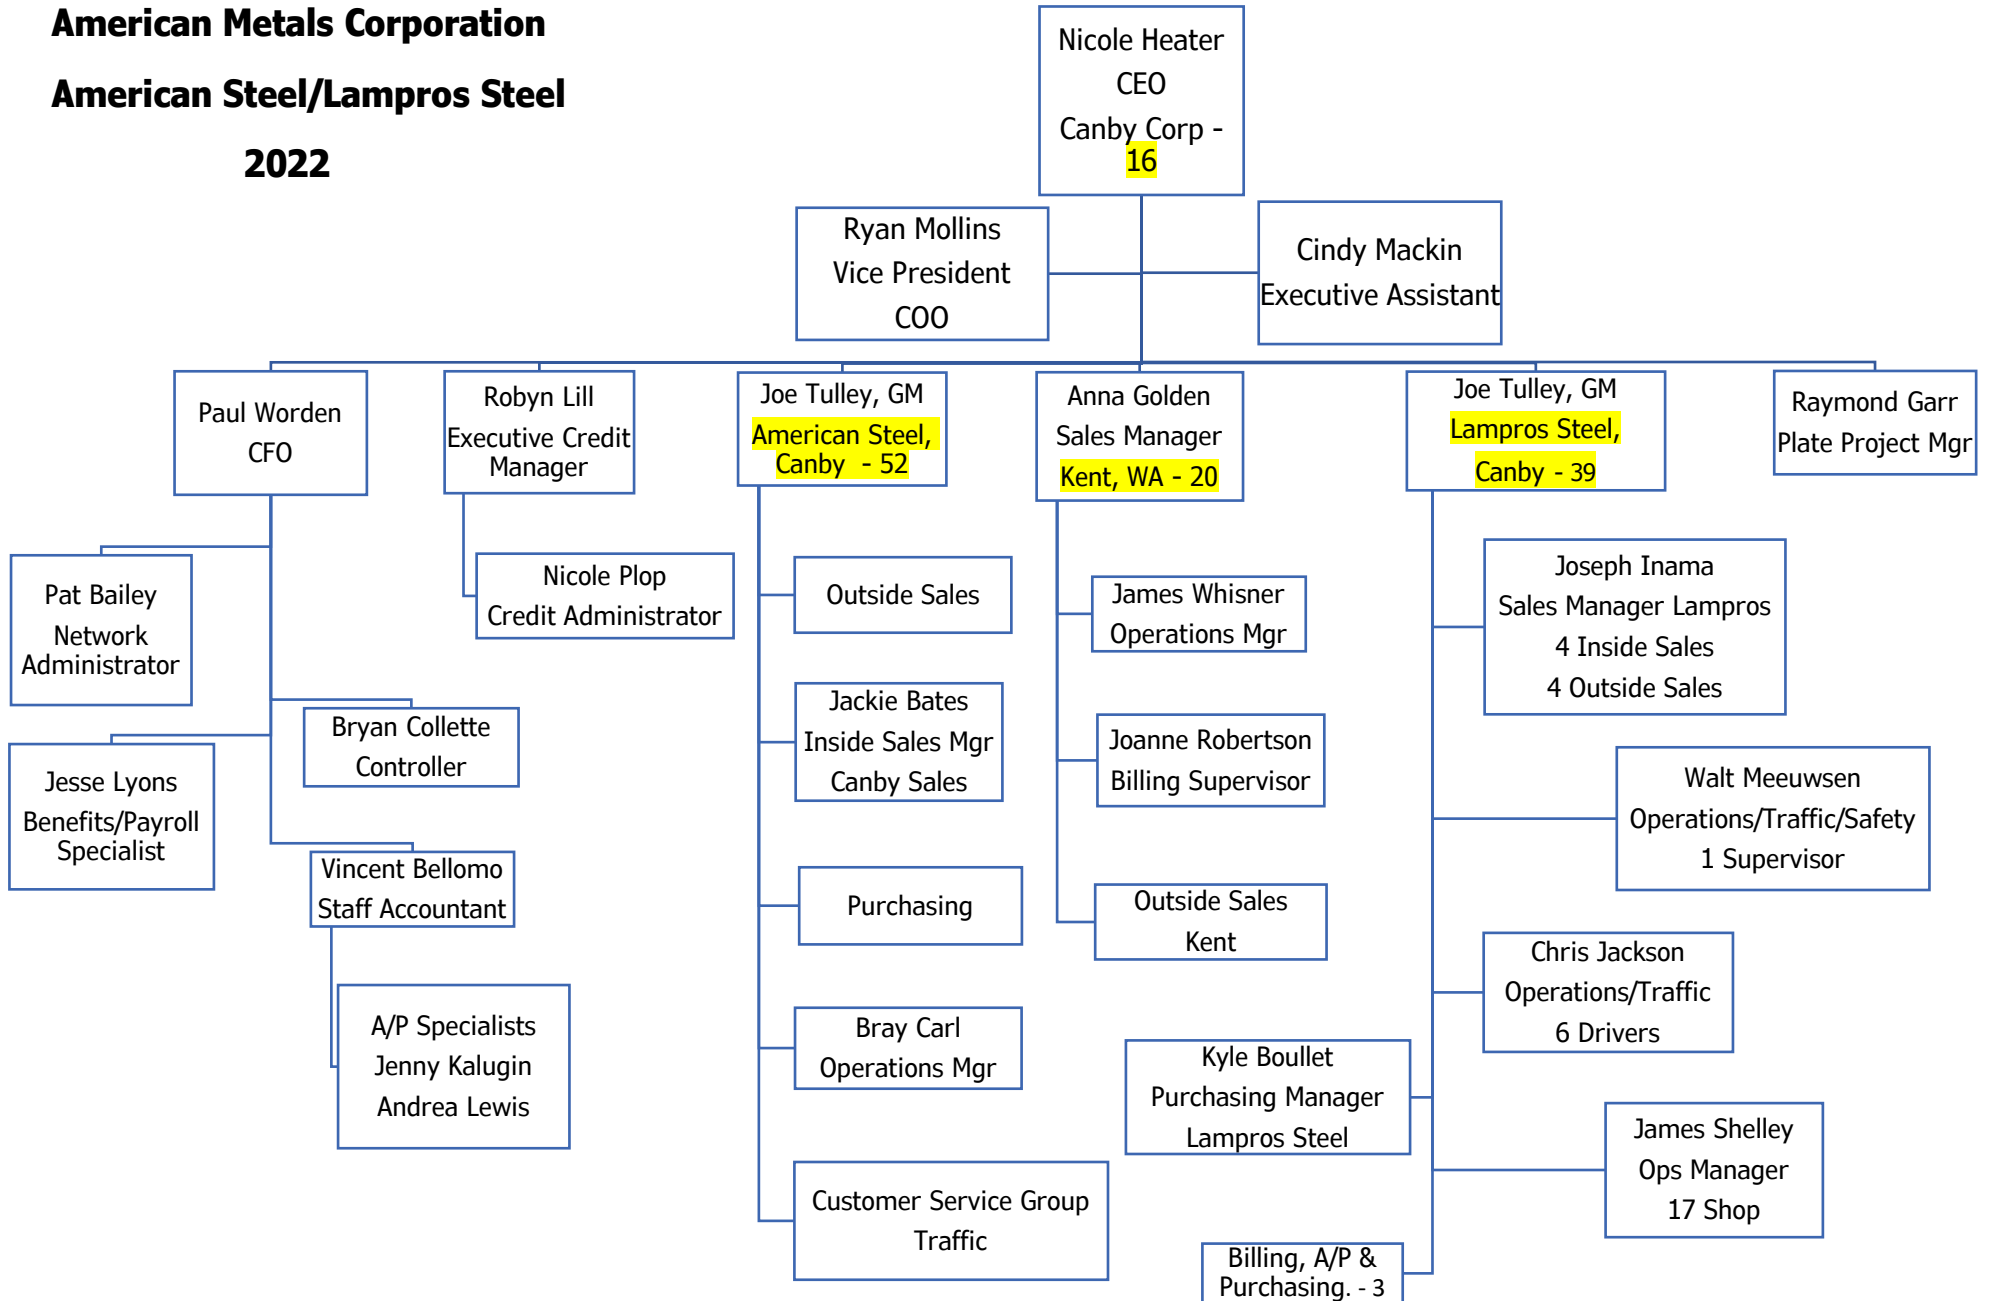 American Metals Corporation
American Steel/Lampros Steel
2022
Nicole Heater
CEO
Canby Corp -
16
Ryan Mollins
Vice President
COO
Cindy Mackin
Executive Assistant
Paul Worden
CFO
Robyn Lill
Executive Credit
Manager
Joe Tulley, GM
American Steel,
Canby - 52
Anna Golden
Sales Manager
Kent, WA - 20
Joe Tulley, GM
Lampros Steel,
Canby - 39
Raymond Garr
Plate Project Mgr
Pat Bailey
Network
Administrator
Jesse Lyons
Benefits/Payroll
Specialist
Bryan Collette
Controller
Vincent Bellomo
Staff Accountant
A/P Specialists
Jenny Kalugin
Andrea Lewis
Nicole Plop
Credit Administrator
Outside Sales
Jackie Bates
Inside Sales Mgr
Canby Sales
Purchasing
Bray Carl
Operations Mgr
Customer Service Group
Traffic
James Whisner
Operations Mgr
Joanne Robertson
Billing Supervisor
Outside Sales
Kent
Joseph Inama
Sales Manager Lampros
4 Inside Sales
4 Outside Sales
Walt Meeuwsen
Operations/Traffic/Safety
1 Supervisor
Chris Jackson
Operations/Traffic
6 Drivers
Kyle Boullet
Purchasing Manager
Lampros Steel
James Shelley
Ops Manager
17 Shop
Billing, A/P &
Purchasing. - 3